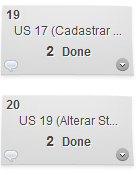 19
US 17 (Cadastrar ...
2 Done
20
US 19 (Alterar St...
2 Done